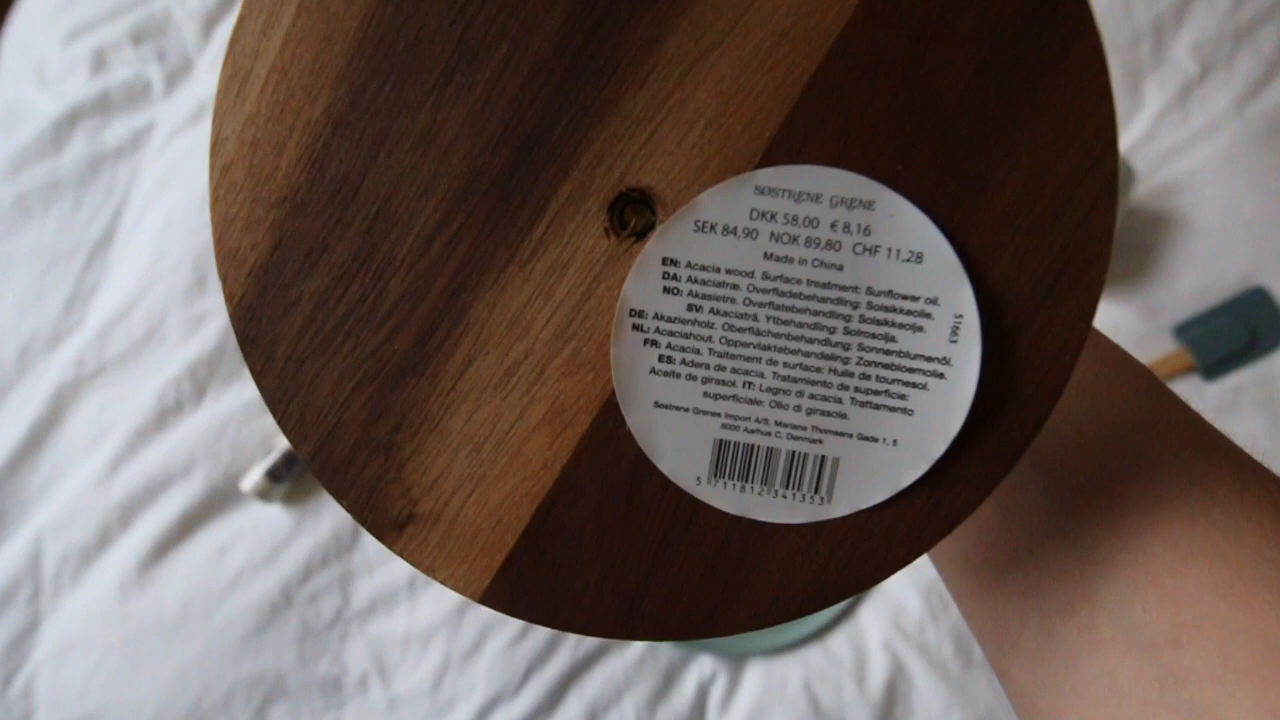 SØSTRENE GRENE
DKK 58,00 € 8,16
SEK 84,90 NOK 89,80 CHF 11,28
Made in China
EN: Acacia wood. Surface treatment: Sunflower oil.
DA: Akaciatræ. Overfladebehandling: Solsikkeolie.
NO: Akasietre. Overflatebehandling: Solsikkeolje.
SV: Akaciaträ. Ytbehandling: Solrosolja.
DE: Akazienholz. Oberflächenbehandlung: Sonnenblumenöl.
NL: Acaciahout. Oppervlaktebehandeling: Zonnebloemolie.
FR: Acacia. Traitement de surface: Huile de tournesol.
ES: Adera de acacia. Tratamiento de superficie:
Aceite de girasol. IT: Legno di acacia. Trattamento
superficiale: Olio di girasole.
Søstrene Grenes Import A/S, Mariane Thomsens Gade 1, 5
8000 Aarhus C, Denmark
5 711812 341353
51663